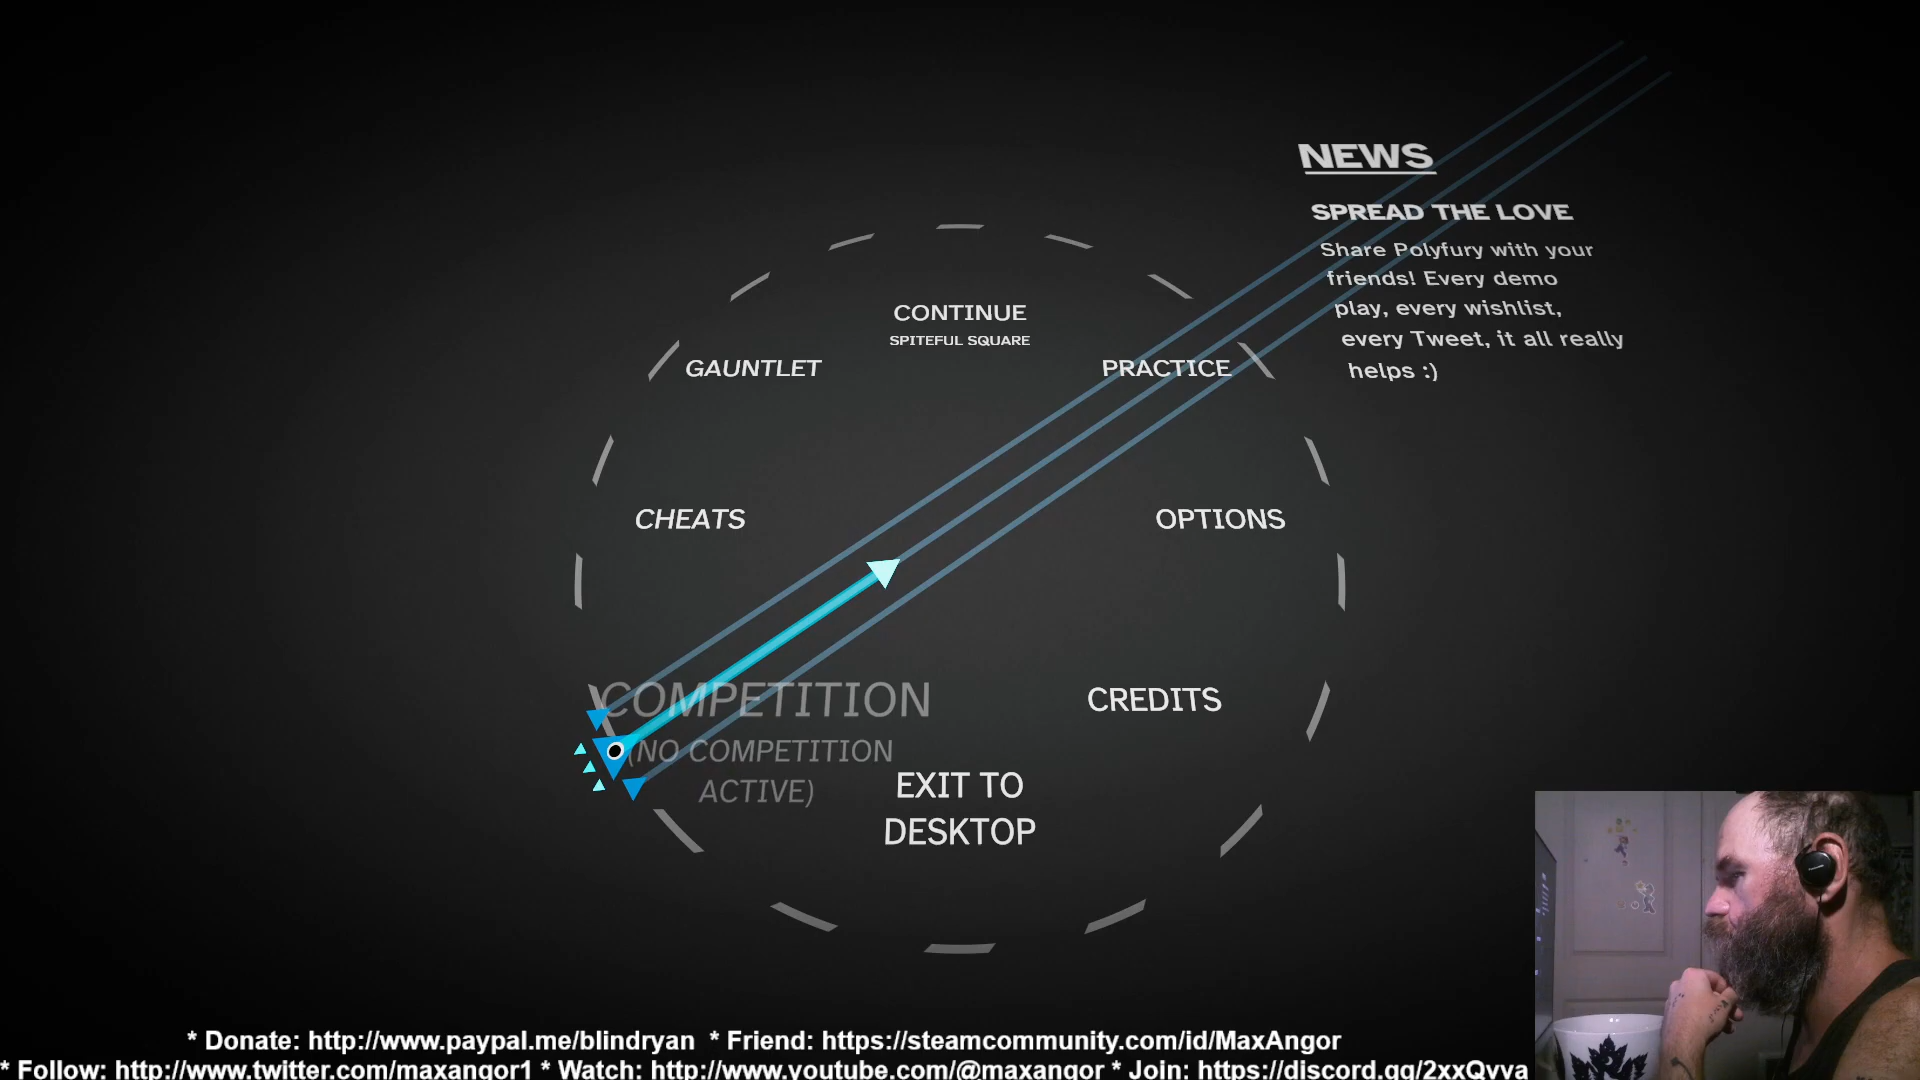 NEWS
SPREAD THE LOVE
Share Polyfury with your
friends! Every demo
play, every wishlist,
every Tweet, it all really
helps :)
CONTINUE
SPITEFUL SQUARE
GAUNTLET
PRACTICE
CHEATS
OPTIONS
COMPETITION
(NO COMPETITION
ACTIVE)
CREDITS
EXIT TO
DESKTOP
* Donate: http://www.paypal.me/blindryan * Friend: https://steamcommunity.com/id/MaxAngor
* Follow: http://www.twitter.com/maxangor1 * Watch: http://www.youtube.com/@maxangor * Join: https://discord.gg/2xxQvva